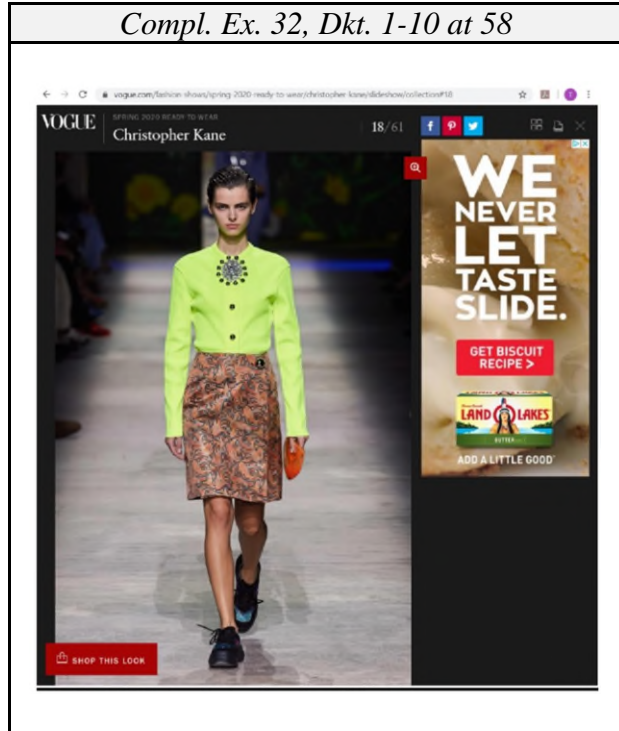 Compl. Ex. 32, Dkt. 1-10 at 58
vogue.com/fashion-shows/spring-2020-ready-to-wear/christopher-kane/slideshow/collection#18
VOGUE
SPRING 2020 READY-TO-WEAR
Christopher Kane
18/61
WE
NEVER
LET
TASTE
SLIDE.
GET BISCUIT
RECIPE >
LAND O LAKES
BUTTER
ADD A LITTLE GOOD
SHOP THIS LOOK